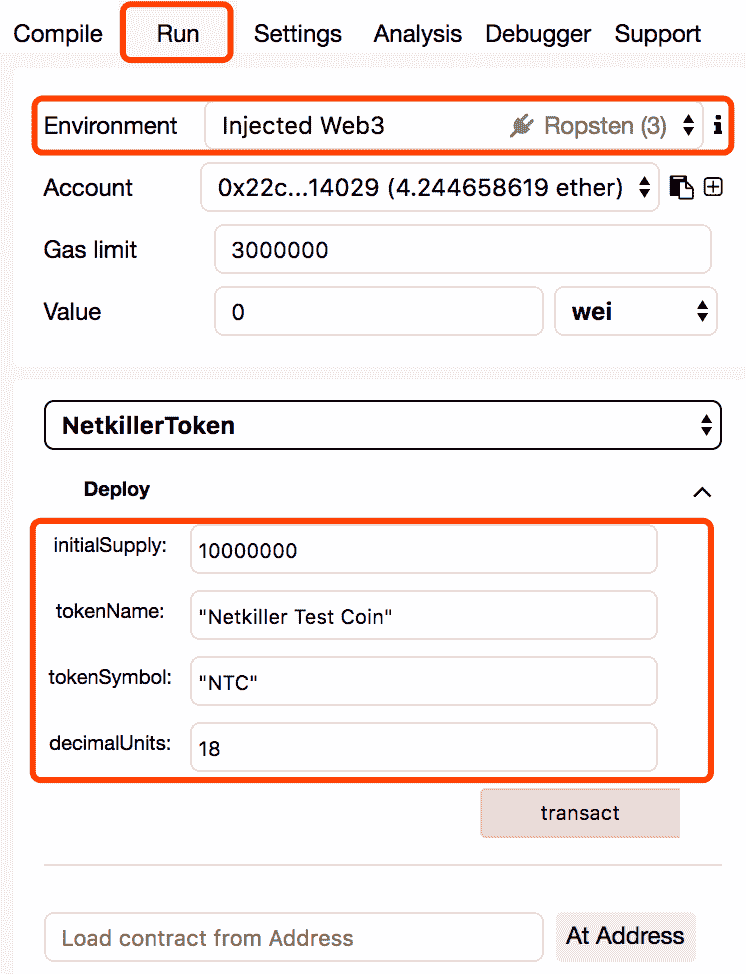 Compile Run Settings Analysis Debugger Support
Environment Injected Web3 Ropsten (3) i
Account 0x22c...14029 (4.244658619 ether)
Gas limit 3000000
Value 0 wei
NetkillerToken
Deploy
initialSupply: 10000000
tokenName: "Netkiller Test Coin"
tokenSymbol: "NTC"
decimalUnits: 18
transact
Load contract from Address At Address